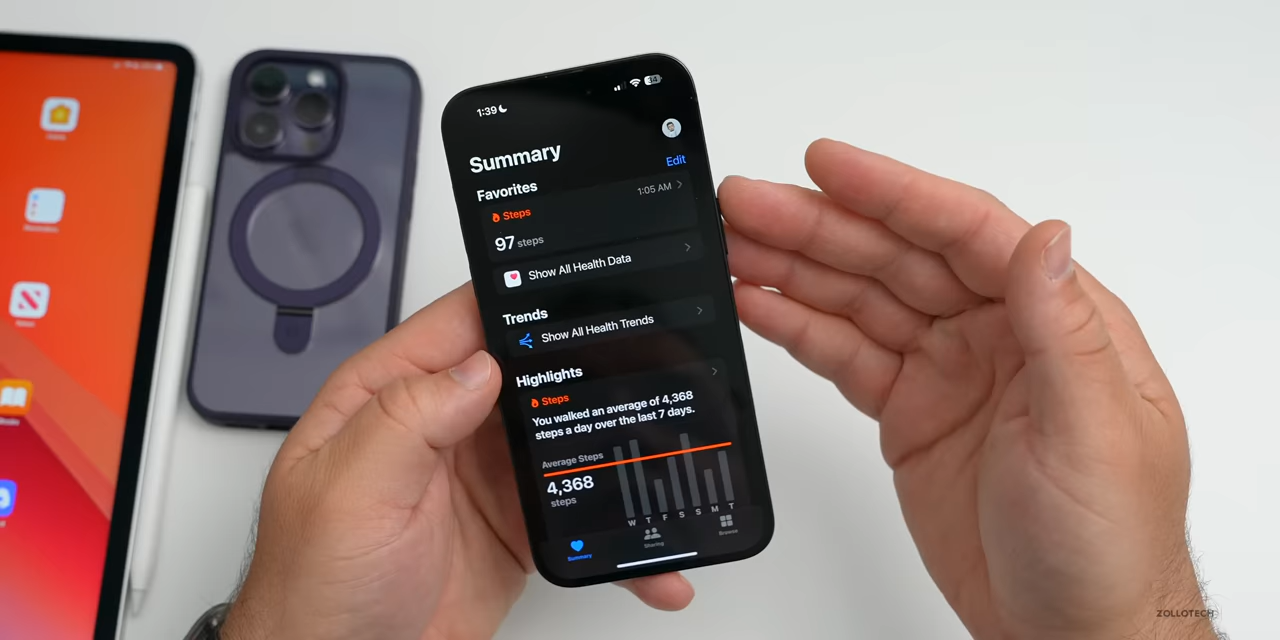 1:39
34
Summary
Edit
Favorites
Steps
1:05 AM
97 steps
Show All Health Data
Trends
Show All Health Trends
Highlights
Steps
You walked an average of 4,368
steps a day over the last 7 days.
Average Steps
4,368
steps
W T F S S M T
Summary
Sharing
Browse
ZOLLOTECH